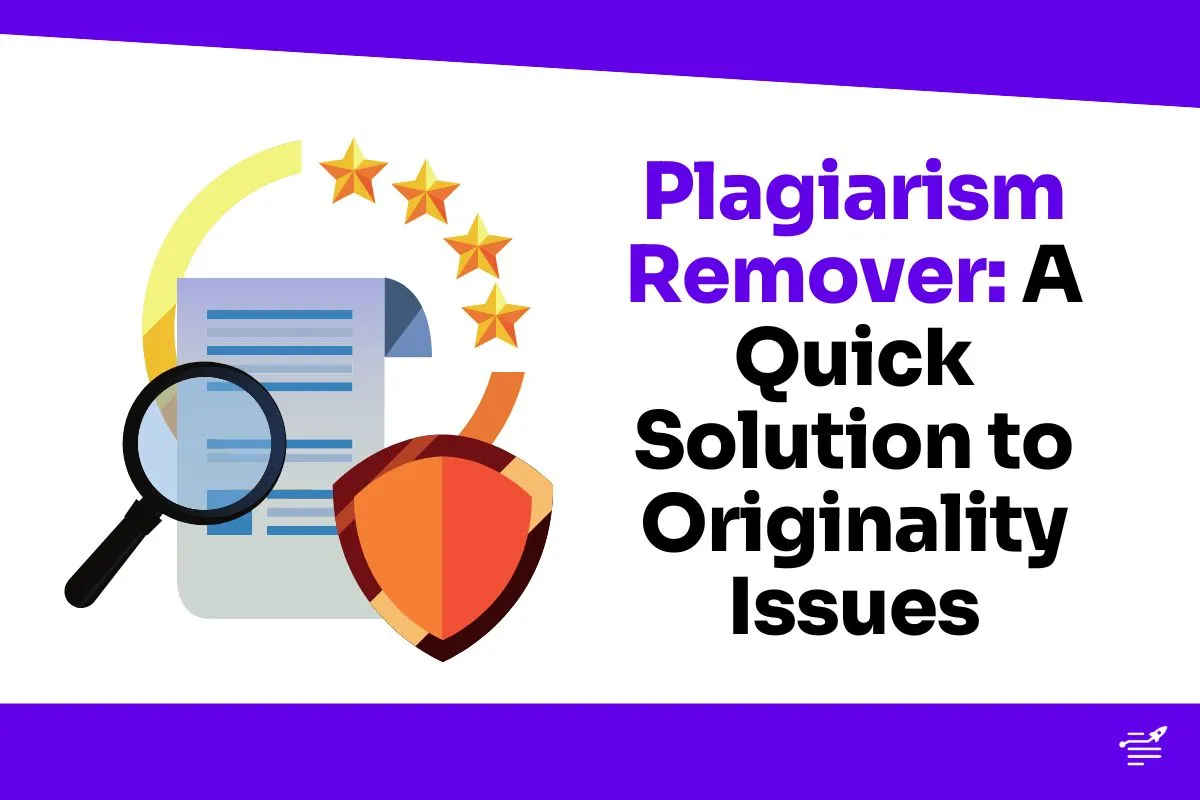 Plagiarism
Remover: A
Quick
Solution to
Originality
Issues